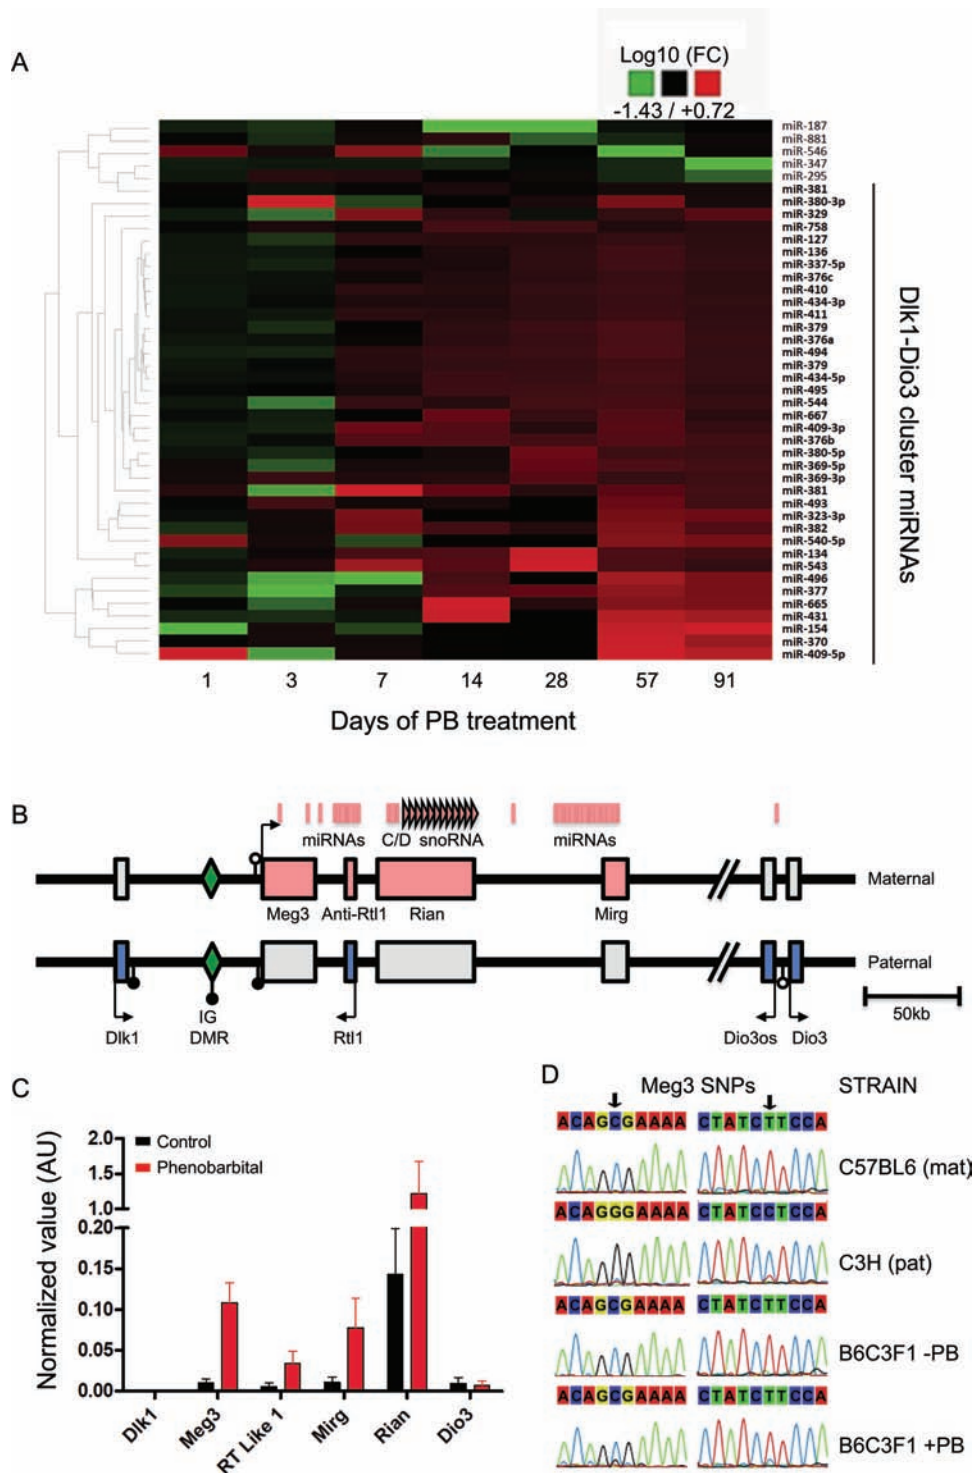 A
Log10 (FC)
-1.43 / +0.72
miR-187
miR-881
miR-546
miR-347
miR-295
miR-381
miR-380-3p
miR-329
miR-758
miR-127
miR-136
miR-337-5p
miR-376c
miR-410
miR-434-3p
miR-411
miR-379
miR-376a
miR-494
miR-379
miR-434-5p
miR-495
miR-544
miR-667
miR-409-3p
miR-376b
miR-380-5p
miR-369-5p
miR-369-3p
miR-381
miR-493
miR-323-3p
miR-382
miR-540-5p
miR-134
miR-543
miR-496
miR-377
miR-665
miR-431
miR-154
miR-370
miR-409-5p
Dlk1-Dio3 cluster miRNAs
1 3 7 14 28 57 91
Days of PB treatment
B
miRNAs C/D snoRNA miRNAs
Maternal
Meg3 Anti-Rtl1 Rian Mirg
Paternal
Dlk1 IG DMR Rtl1 Dio3os Dio3
50kb
C
Control
Phenobarbital
Normalized value (AU)
2.0
1.5
1.0
0.20
0.15
0.10
0.05
0.00
Dlk1 Meg3 RT Like 1 Mirg Rian Dio3
D
Meg3 SNPs STRAIN
ACAGCGAAAA CTATCTTCCA
C57BL6 (mat)
ACAGGGAAAA CTATCCTCCA
C3H (pat)
ACAGCGAAAA CTATCTTCCA
B6C3F1 -PB
ACAGCGAAAA CTATCTTCCA
B6C3F1 +PB